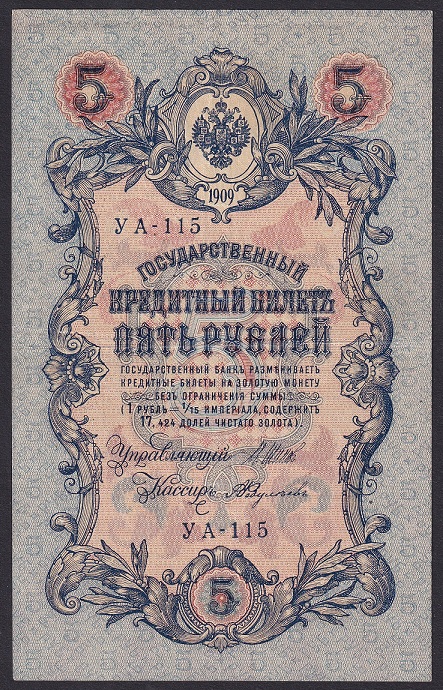 5 5
1909
УА-115
ГОСУДАРСТВЕННЫЙ
КРЕДИТНЫЙ БИЛЕТЪ
ПЯТЬ РУБЛЕЙ
ГОСУДАРСТВЕННЫЙ БАНКЪ РАЗМѢНИВАЕТЪ
КРЕДИТНЫЕ БИЛЕТЫ НА ЗОЛОТУЮ МОНЕТУ
БЕЗЪ ОГРАНИЧЕНІЯ СУММЫ
(1 РУБЛЬ = 1/15 ИМПЕРІАЛА, СОДЕРЖИТЪ
17,424 ДОЛЕЙ ЧИСТАГО ЗОЛОТА).
Управляющій
Кассиръ
УА-115
5